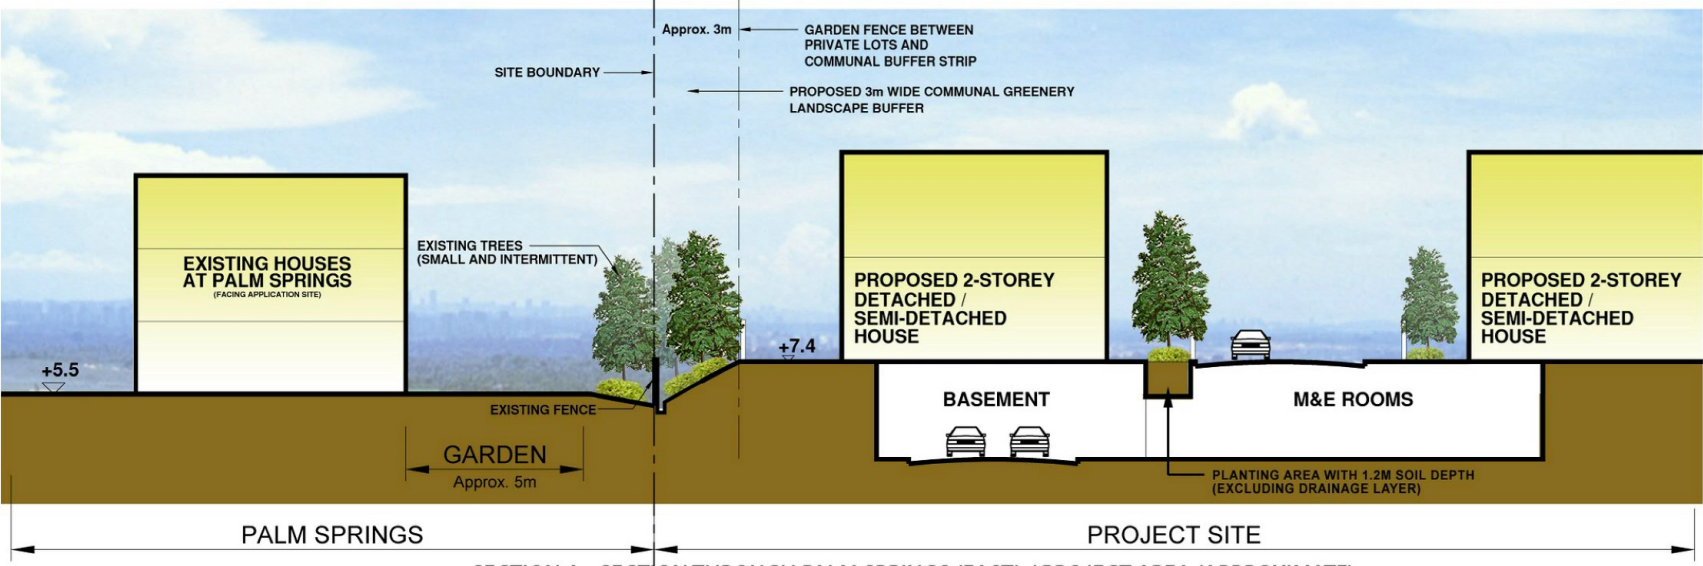 Approx. 3m
GARDEN FENCE BETWEEN
PRIVATE LOTS AND
COMMUNAL BUFFER STRIP
SITE BOUNDARY
PROPOSED 3m WIDE COMMUNAL GREENERY
LANDSCAPE BUFFER
EXISTING TREES
(SMALL AND INTERMITTENT)
EXISTING HOUSES
AT PALM SPRINGS
(FACING APPLICATION SITE)
PROPOSED 2-STOREY
DETACHED /
SEMI-DETACHED
HOUSE
PROPOSED 2-STOREY
DETACHED /
SEMI-DETACHED
HOUSE
+7.4
+5.5
EXISTING FENCE
BASEMENT
M&E ROOMS
GARDEN
Approx. 5m
PLANTING AREA WITH 1.2M SOIL DEPTH
(EXCLUDING DRAINAGE LAYER)
PALM SPRINGS
PROJECT SITE